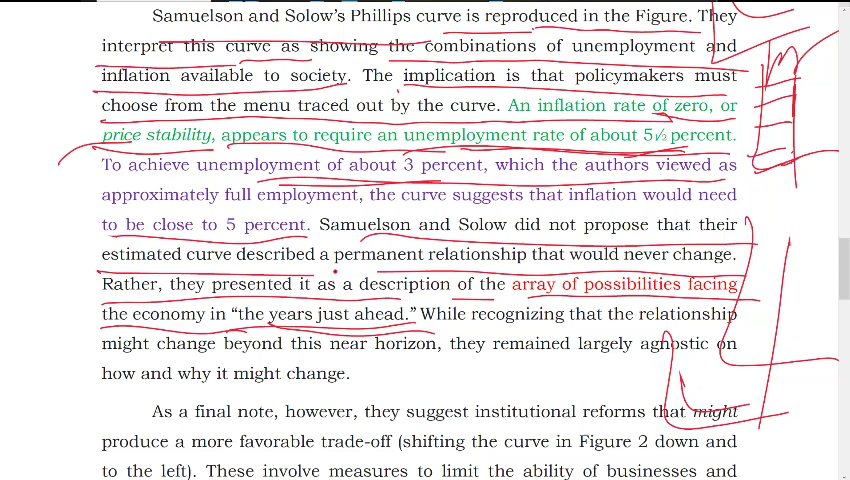 Samuelson and Solow's Phillips curve is reproduced in the Figure. They
interpret this curve as showing the combinations of unemployment and
inflation available to society. The implication is that policymakers must
choose from the menu traced out by the curve. An inflation rate of zero, or
price stability, appears to require an unemployment rate of about 5½ percent.
To achieve unemployment of about 3 percent, which the authors viewed as
approximately full employment, the curve suggests that inflation would need
to be close to 5 percent. Samuelson and Solow did not propose that their
estimated curve described a permanent relationship that would never change.
Rather, they presented it as a description of the array of possibilities facing
the economy in "the years just ahead." While recognizing that the relationship
might change beyond this near horizon, they remained largely agnostic on
how and why it might change.
As a final note, however, they suggest institutional reforms that might
produce a more favorable trade-off (shifting the curve in Figure 2 down and
to the left). These involve measures to limit the ability of businesses and